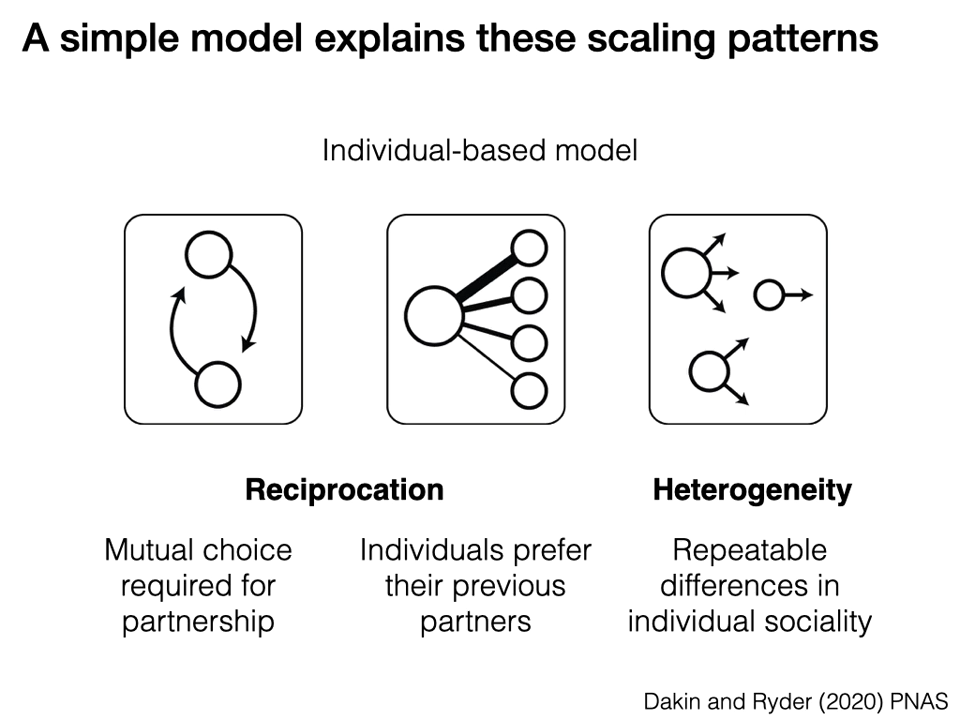 A simple model explains these scaling patterns
Individual-based model
Reciprocation
Heterogeneity
Mutual choice
required for
partnership
Individuals prefer
their previous
partners
Repeatable
differences in
individual sociality
Dakin and Ryder (2020) PNAS